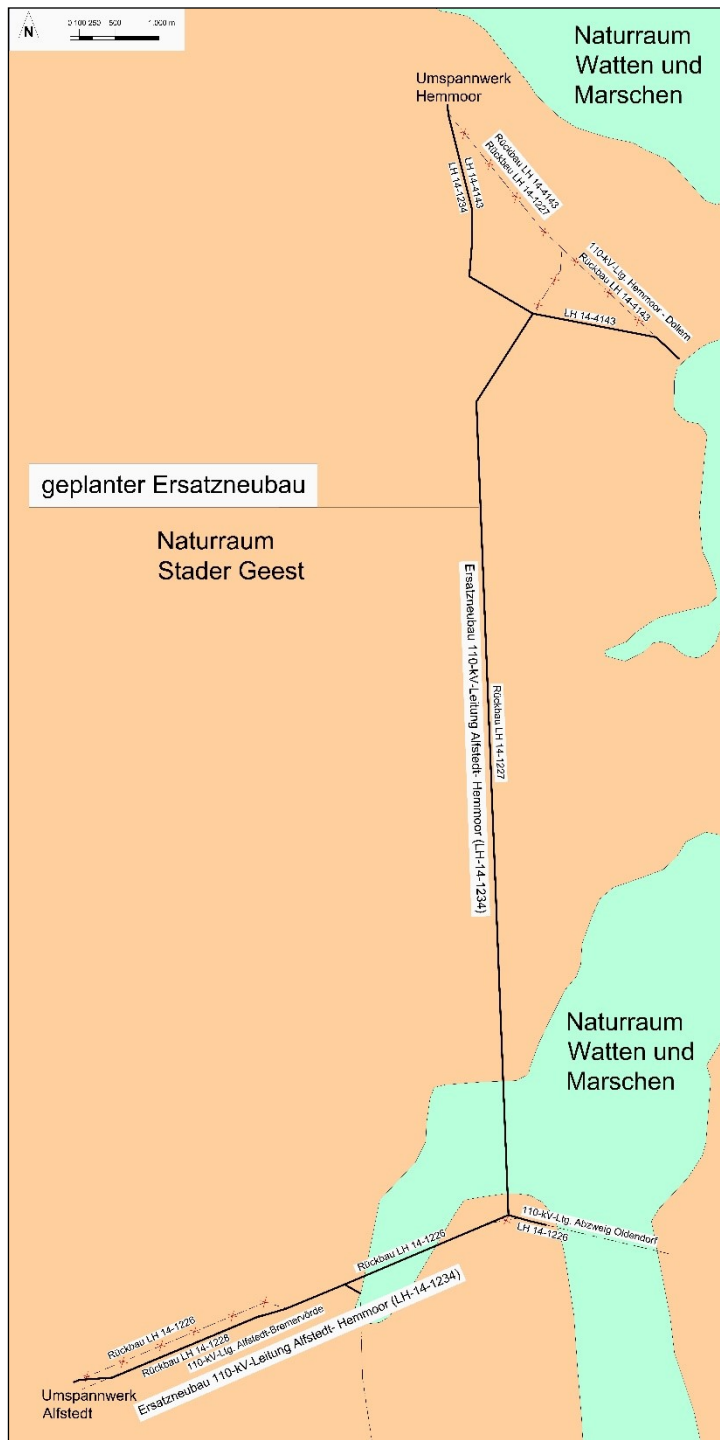 N
0 100 250 500 1.000 m
Naturraum
Watten und
Marschen
Umspannwerk
Hemmoor
LH 14-4143
LH 14-1234
Rückbau LH 14-4143
Rückbau LH 14-1227
110-kV-Ltg. Hemmoor - Dollern
Rückbau LH 14-4143
LH 14-4143
geplanter Ersatzneubau
Naturraum
Stader Geest
Ersatzneubau 110-kV-Leitung Alfstedt- Hemmoor (LH-14-1234)
Rückbau LH 14-1227
Naturraum
Watten und
Marschen
110-kV-Ltg. Abzweig Oldendorf
LH 14-1226
Rückbau LH 14-1226
Rückbau LH 14-1226
Rückbau LH 14-1228
110-kV-Ltg. Alfstedt-Bremervörde
Ersatzneubau 110-kV-Leitung Alfstedt- Hemmoor (LH-14-1234)
Umspannwerk
Alfstedt